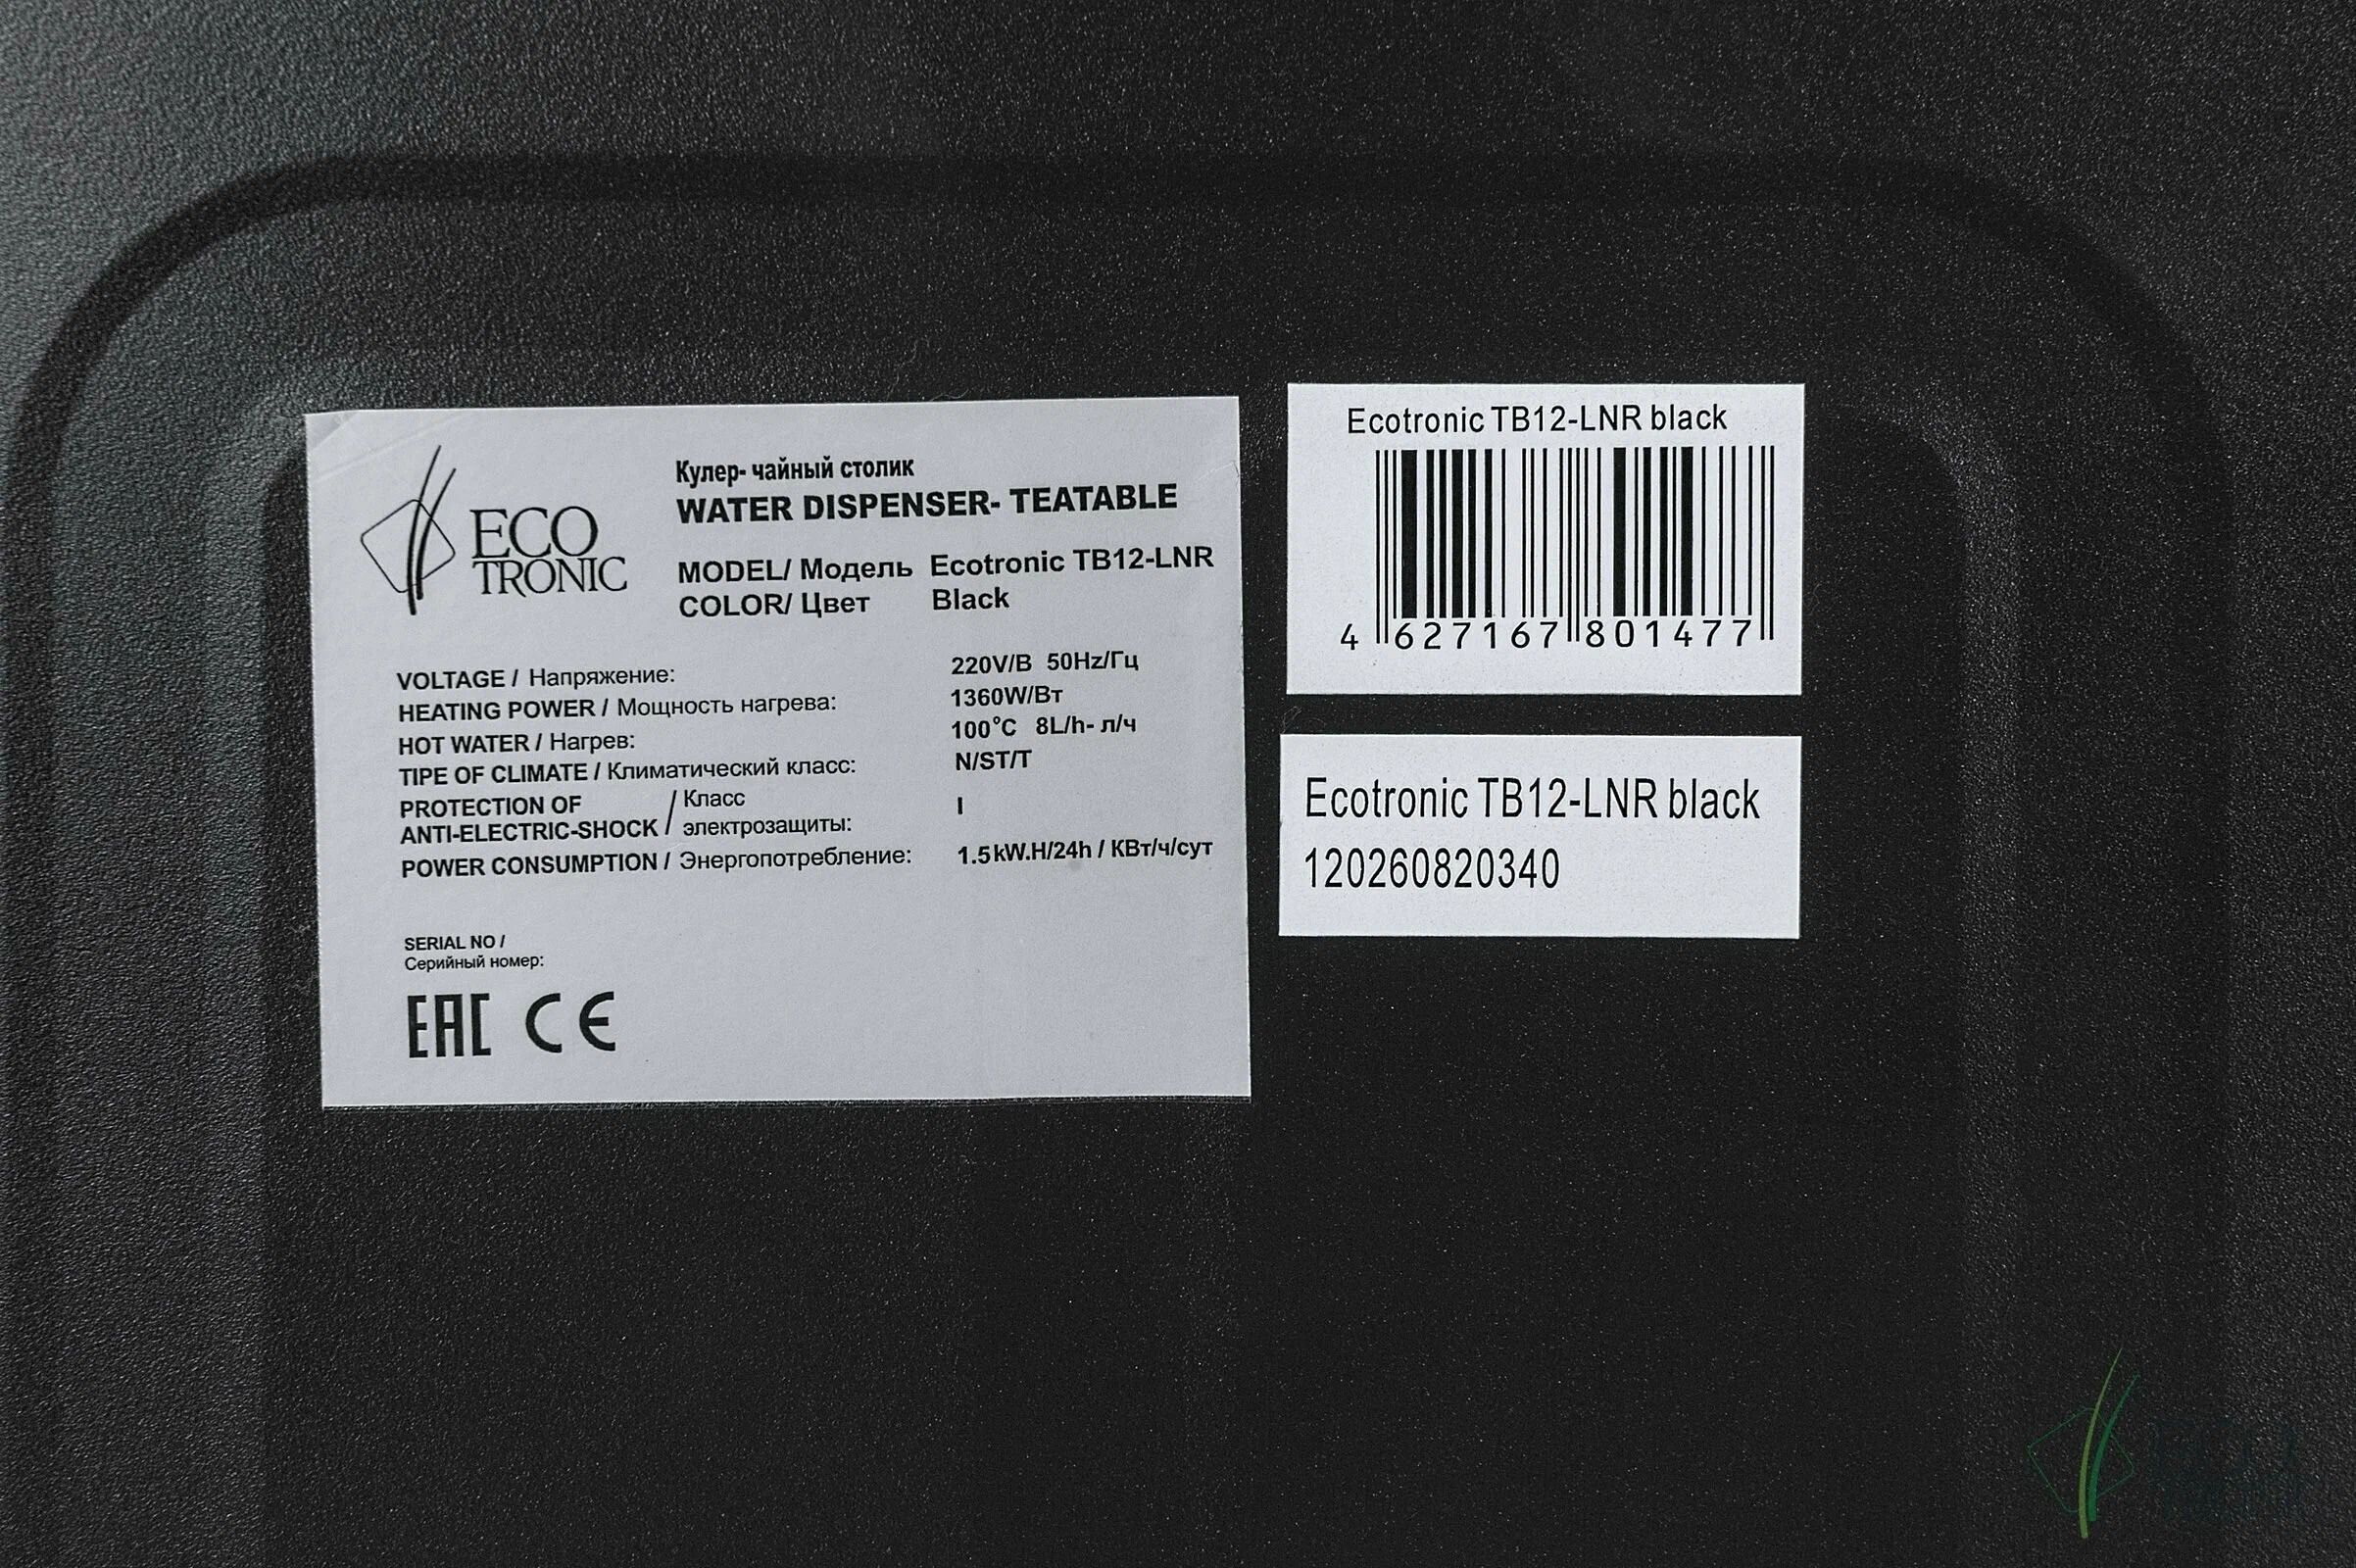 ECO
TRONIC
Кулер- чайный столик
WATER DISPENSER- TEATABLE
MODEL/ Модель Ecotronic TB12-LNR
COLOR/ Цвет Black
VOLTAGE / Напряжение: 220V/В 50Hz/Гц
HEATING POWER / Мощность нагрева: 1360W/Вт
HOT WATER / Нагрев: 100°C 8L/h- л/ч
TIPE OF CLIMATE / Климатический класс: N/ST/T
PROTECTION OF
ANTI-ELECTRIC-SHOCK / Класс
электрозащиты: I
POWER CONSUMPTION / Энергопотребление: 1.5kW.H/24h / КВт/ч/сут
SERIAL NO /
Серийный номер:
EAC CE
Ecotronic TB12-LNR black
4 627167 801477
Ecotronic TB12-LNR black
120260820340